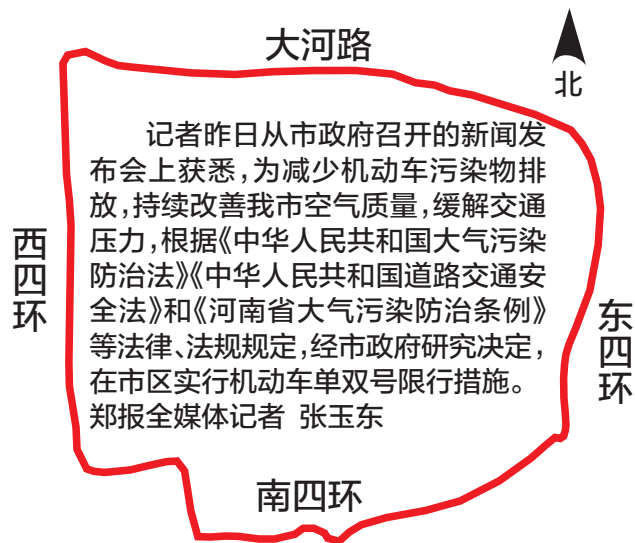 大河路
北
记者昨日从市政府召开的新闻发
布会上获悉,为减少机动车污染物排
放,持续改善我市空气质量,缓解交通
压力,根据《中华人民共和国大气污染
防治法》《中华人民共和国道路交通安
全法》和《河南省大气污染防治条例》
等法律、法规规定,经市政府研究决定,
在市区实行机动车单双号限行措施。
郑报全媒体记者 张玉东
西四环
东四环
南四环